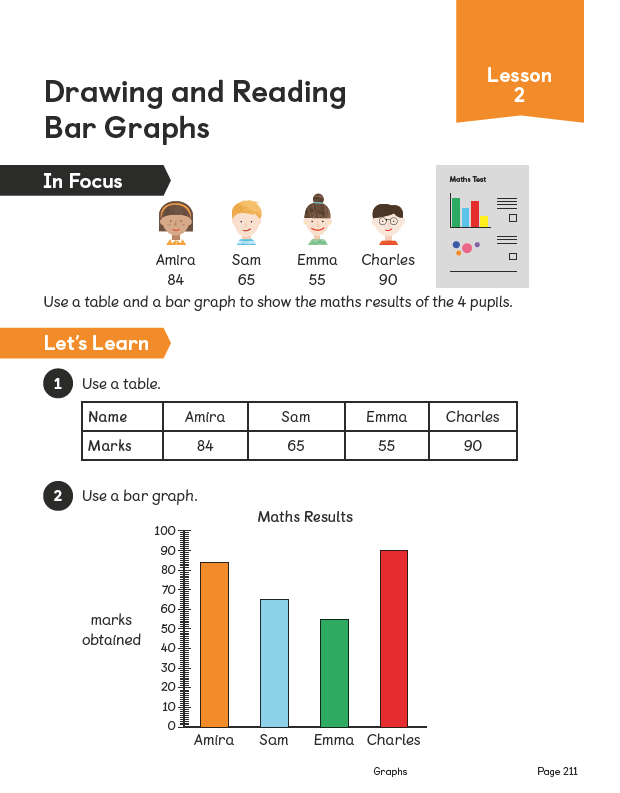 Lesson
2
Drawing and Reading
Bar Graphs
In Focus
Maths Test
Amira Sam Emma Charles
84 65 55 90
Use a table and a bar graph to show the maths results of the 4 pupils.
Let's Learn
1 Use a table.
Name Amira Sam Emma Charles
Marks 84 65 55 90
2 Use a bar graph.
Maths Results
100
90
80
70
60
50
40
30
20
10
0
marks
obtained
Amira Sam Emma Charles
Graphs Page 211